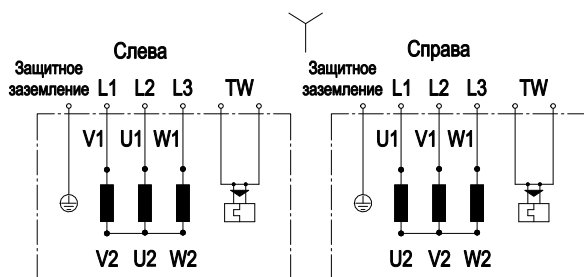 Слева
Защитное
заземление L1 L2 L3 TW
V1 U1 W1
V2 U2 W2
Справа
Защитное
заземление L1 L2 L3 TW
U1 V1 W1
U2 V2 W2